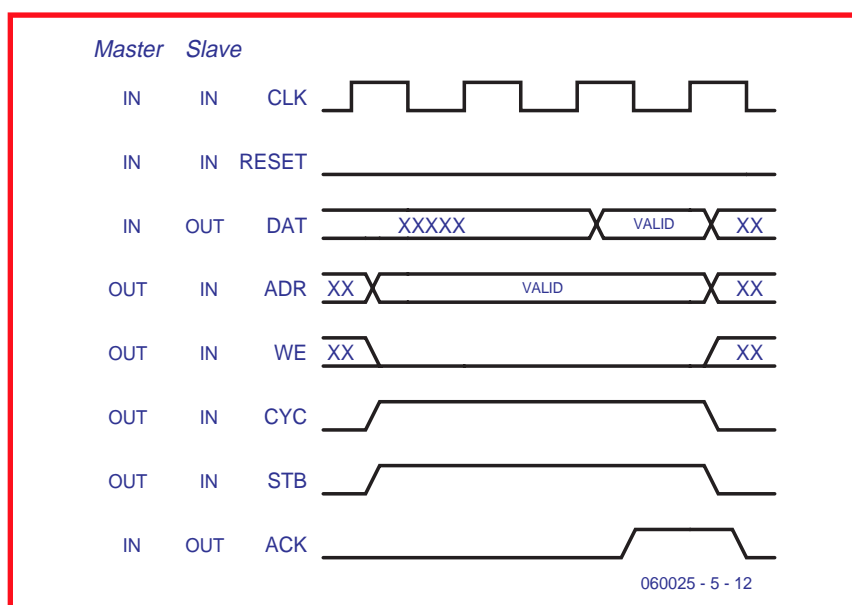 Master Slave
IN IN CLK
IN IN RESET
IN OUT DAT XXXXX VALID XX
OUT IN ADR XX VALID XX
OUT IN WE XX XX
OUT IN CYC
OUT IN STB
IN OUT ACK
060025 - 5 - 12